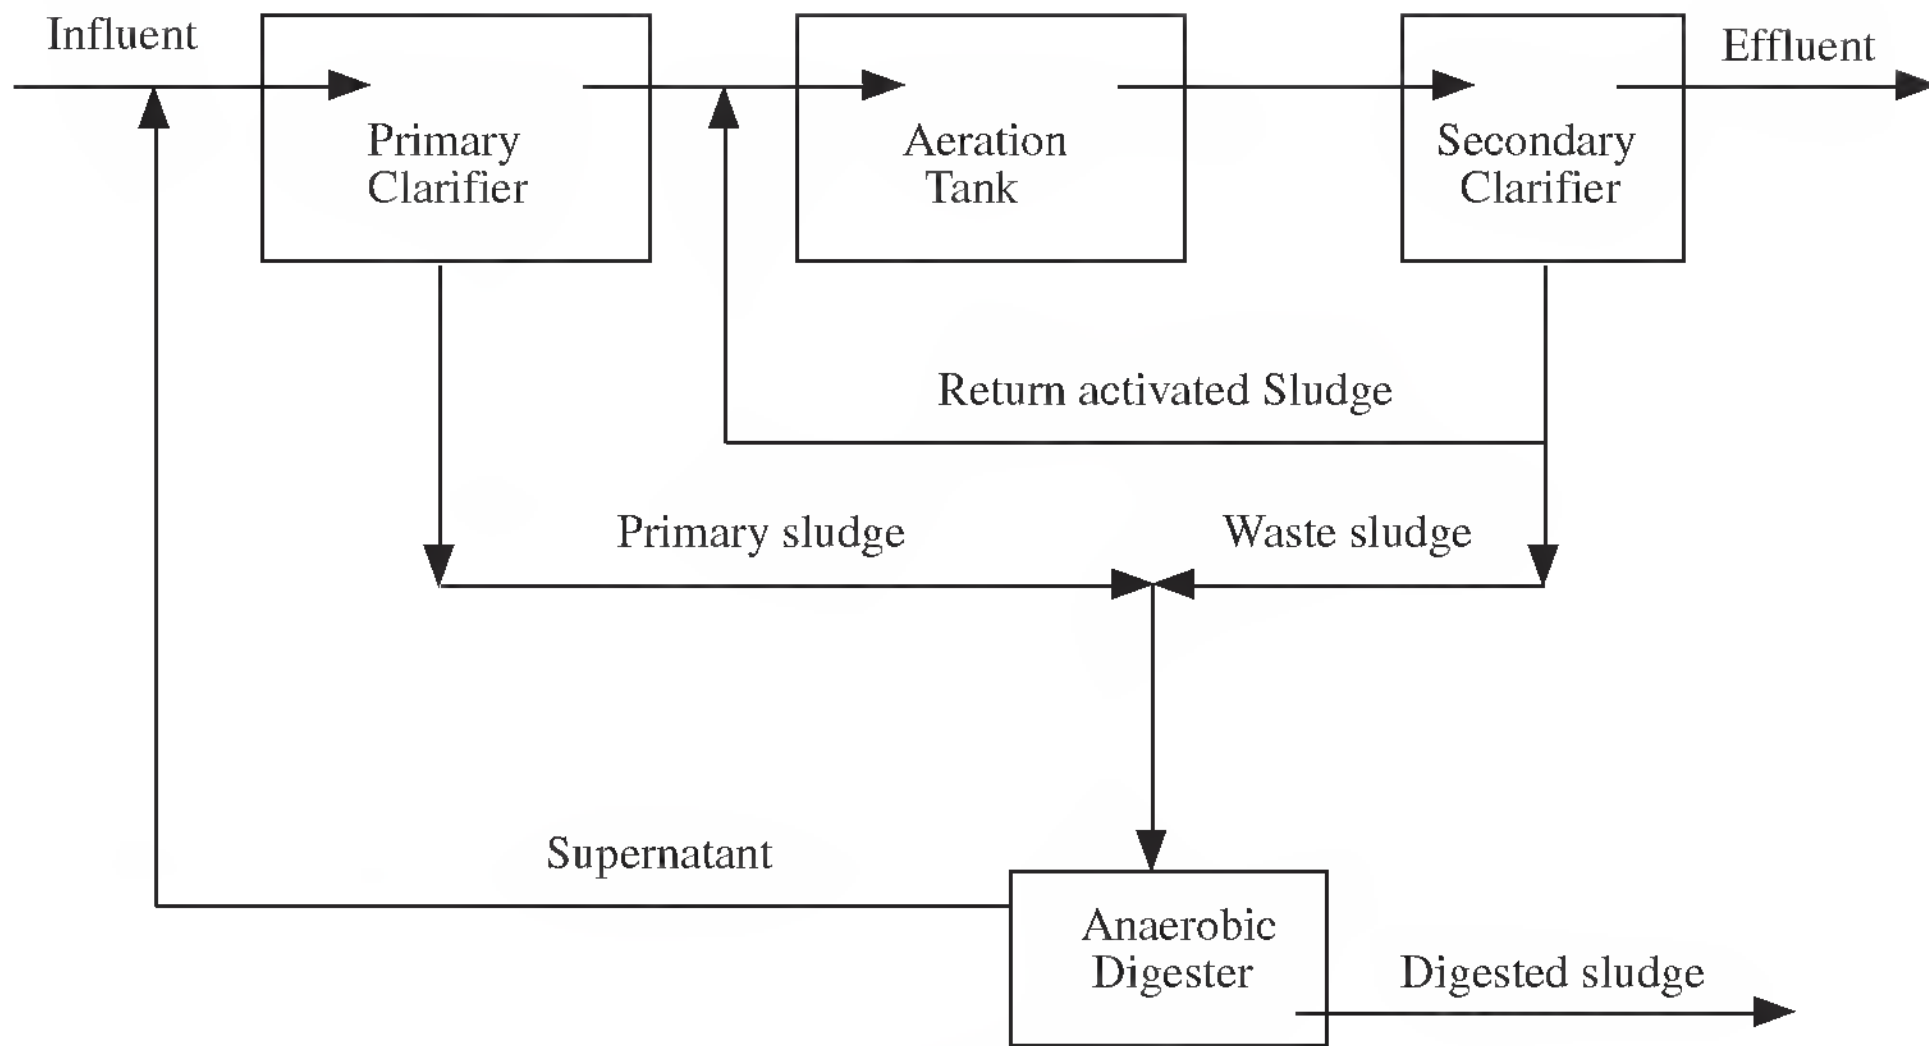 Influent
Effluent
Primary
Clarifier
Aeration
Tank
Secondary
Clarifier
Return activated Sludge
Primary sludge
Waste sludge
Supernatant
Anaerobic
Digester
Digested sludge